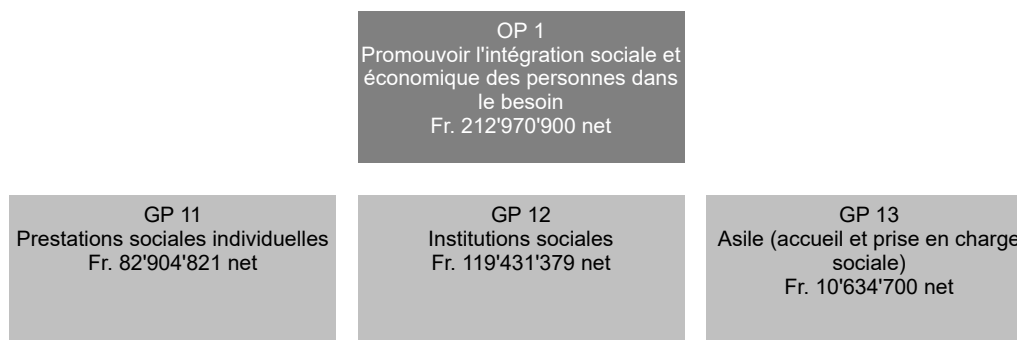 OP 1
Promouvoir l'intégration sociale et
économique des personnes dans
le besoin
Fr. 212'970'900 net
GP 11
Prestations sociales individuelles
Fr. 82'904'821 net
GP 12
Institutions sociales
Fr. 119'431'379 net
GP 13
Asile (accueil et prise en charge
sociale)
Fr. 10'634'700 net